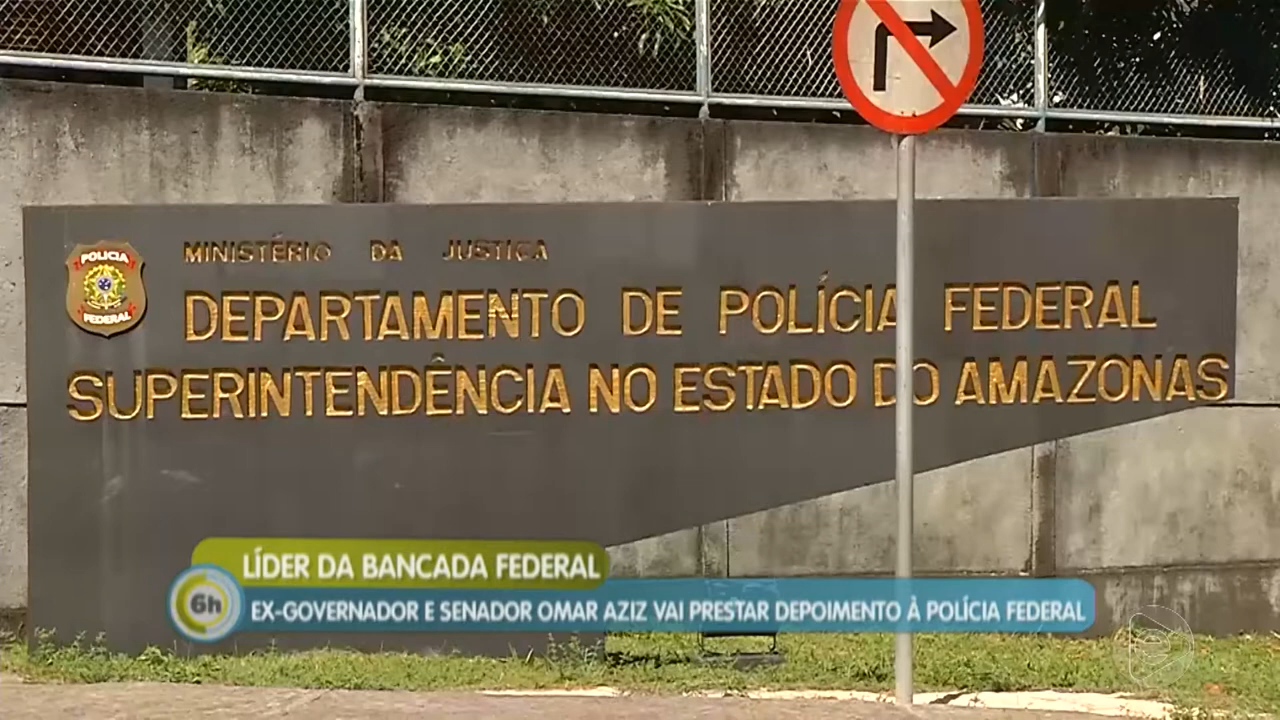 MINISTÉRIO DA JUSTIÇA
POLÍCIA
FEDERAL
DEPARTAMENTO DE POLÍCIA FEDERAL
SUPERINTENDÊNCIA NO ESTADO DO AMAZONAS
LÍDER DA BANCADA FEDERAL
6h
EX-GOVERNADOR E SENADOR OMAR AZIZ VAI PRESTAR DEPOIMENTO À POLÍCIA FEDERAL